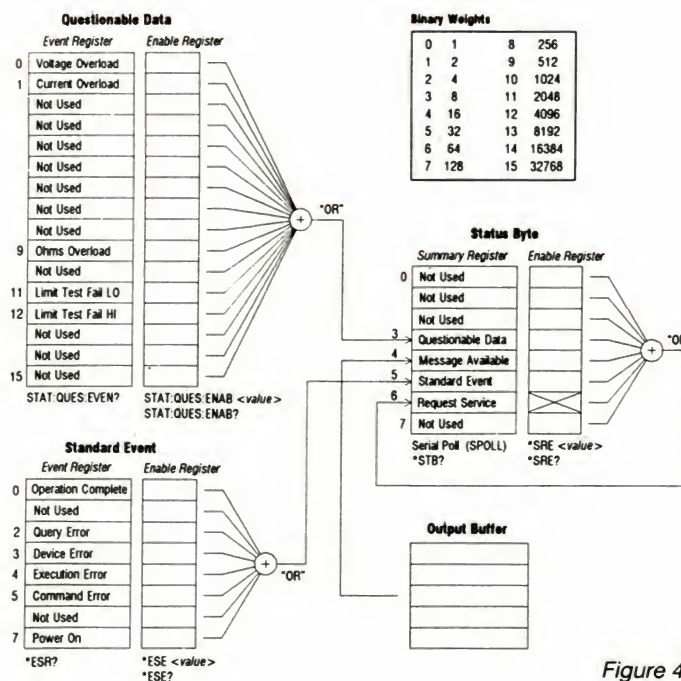 Questionable Data
Event Register Enable Register
0 Voltage Overload
1 Current Overload
Not Used
Not Used
Not Used
Not Used
Not Used
Not Used
Not Used
9 Ohms Overload
Not Used
11 Limit Test Fail LO
12 Limit Test Fail HI
Not Used
Not Used
15 Not Used
STAT:QUES:EVEN? STAT:QUES:ENAB <value>
STAT:QUES:ENAB?
"OR"
Binary Weights
0 1 8 256
1 2 9 512
2 4 10 1024
3 8 11 2048
4 16 12 4096
5 32 13 8192
6 64 14 16384
7 128 15 32768
Status Byte
Summary Register Enable Register
0 Not Used
Not Used
Not Used
3 Questionable Data
4 Message Available
5 Standard Event
6 Request Service
7 Not Used
Serial Poll (SPOLL) *SRE <value>
*STB? *SRE?
Standard Event
Event Register Enable Register
0 Operation Complete
Not Used
2 Query Error
3 Device Error
4 Execution Error
5 Command Error
Not Used
7 Power On
*ESR? *ESE <value>
*ESE?
"OR"
Output Buffer
Figure 4